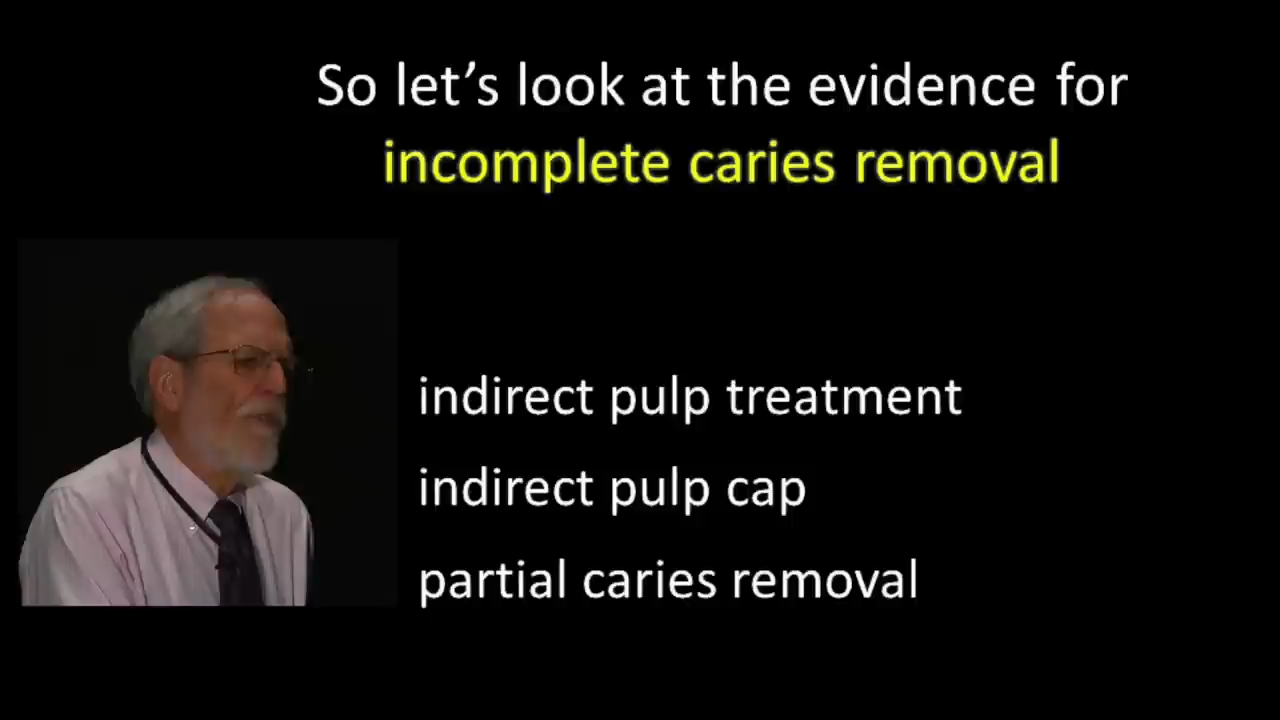 So let’s look at the evidence for
incomplete caries removal
indirect pulp treatment
indirect pulp cap
partial caries removal